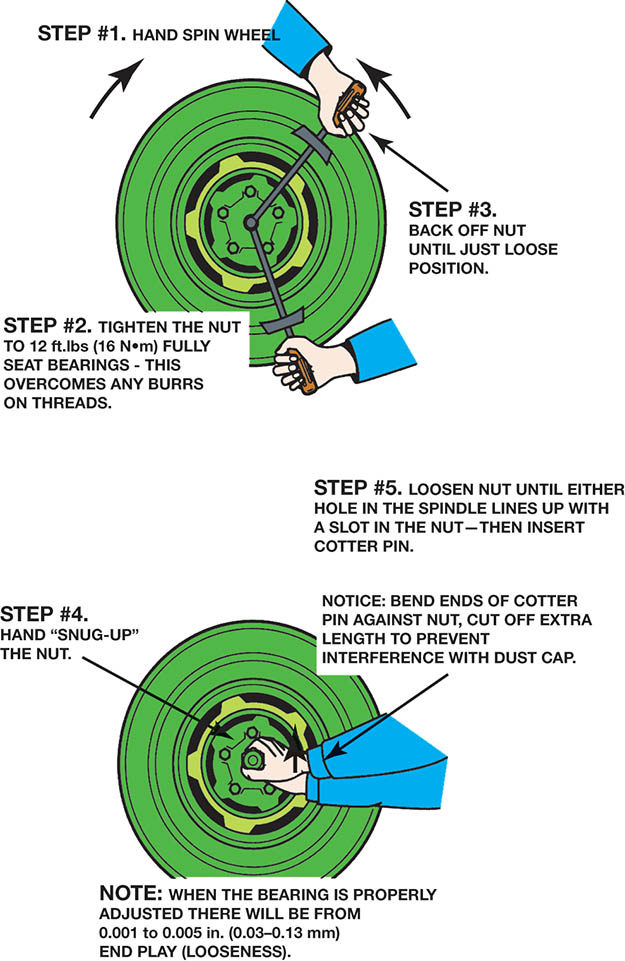 STEP #1. HAND SPIN WHEEL
STEP #3.
BACK OFF NUT
UNTIL JUST LOOSE
POSITION.
STEP #2. TIGHTEN THE NUT
TO 12 ft.lbs (16 N•m) FULLY
SEAT BEARINGS - THIS
OVERCOMES ANY BURRS
ON THREADS.
STEP #5. LOOSEN NUT UNTIL EITHER
HOLE IN THE SPINDLE LINES UP WITH
A SLOT IN THE NUT—THEN INSERT
COTTER PIN.
NOTICE: BEND ENDS OF COTTER
PIN AGAINST NUT, CUT OFF EXTRA
LENGTH TO PREVENT
INTERFERENCE WITH DUST CAP.
STEP #4.
HAND “SNUG-UP”
THE NUT.
NOTE: WHEN THE BEARING IS PROPERLY
ADJUSTED THERE WILL BE FROM
0.001 to 0.005 in. (0.03–0.13 mm)
END PLAY (LOOSENESS).